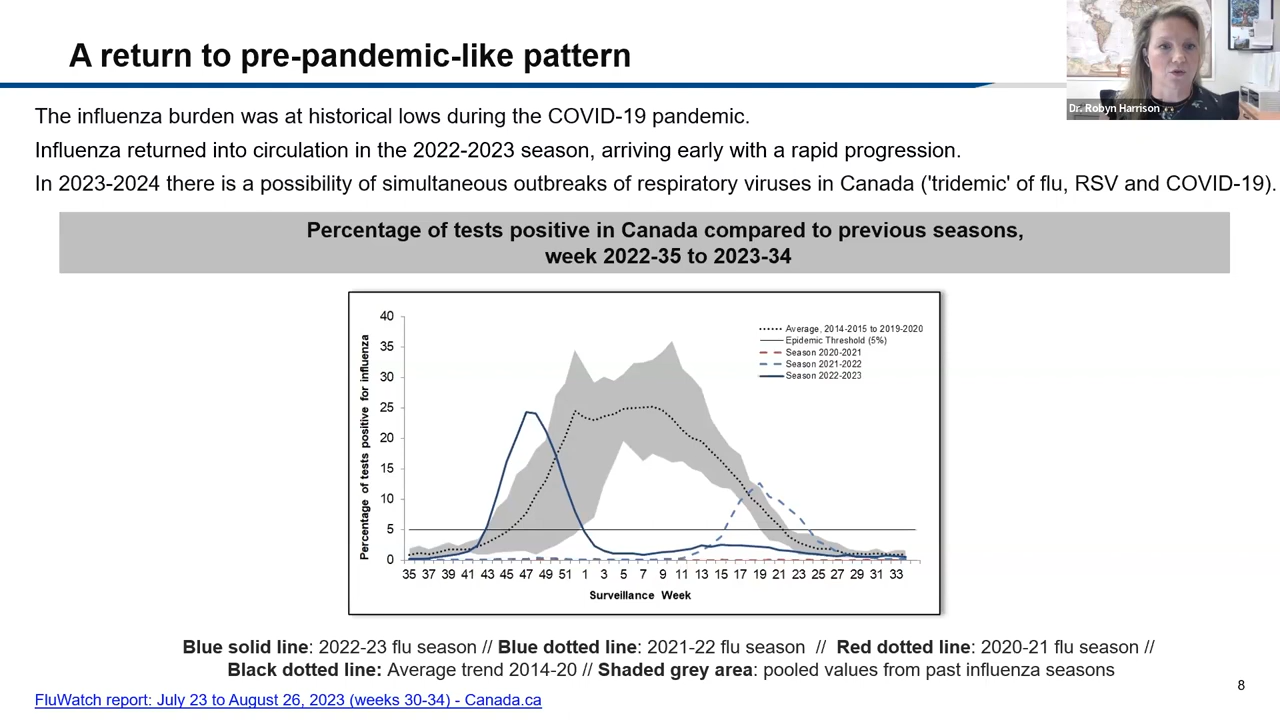 A return to pre-pandemic-like pattern
Dr. Robyn Harrison
The influenza burden was at historical lows during the COVID-19 pandemic.
Influenza returned into circulation in the 2022-2023 season, arriving early with a rapid progression.
In 2023-2024 there is a possibility of simultaneous outbreaks of respiratory viruses in Canada ('tridemic' of flu, RSV and COVID-19).
Percentage of tests positive in Canada compared to previous seasons,
week 2022-35 to 2023-34
Percentage of tests positive for influenza
40
35
30
25
20
15
10
5
0
Average, 2014-2015 to 2019-2020
Epidemic Threshold (5%)
Season 2020-2021
Season 2021-2022
Season 2022-2023
35 37 39 41 43 45 47 49 51 1 3 5 7 9 11 13 15 17 19 21 23 25 27 29 31 33
Surveillance Week
Blue solid line: 2022-23 flu season // Blue dotted line: 2021-22 flu season // Red dotted line: 2020-21 flu season //
Black dotted line: Average trend 2014-20 // Shaded grey area: pooled values from past influenza seasons
8
FluWatch report: July 23 to August 26, 2023 (weeks 30-34) - Canada.ca